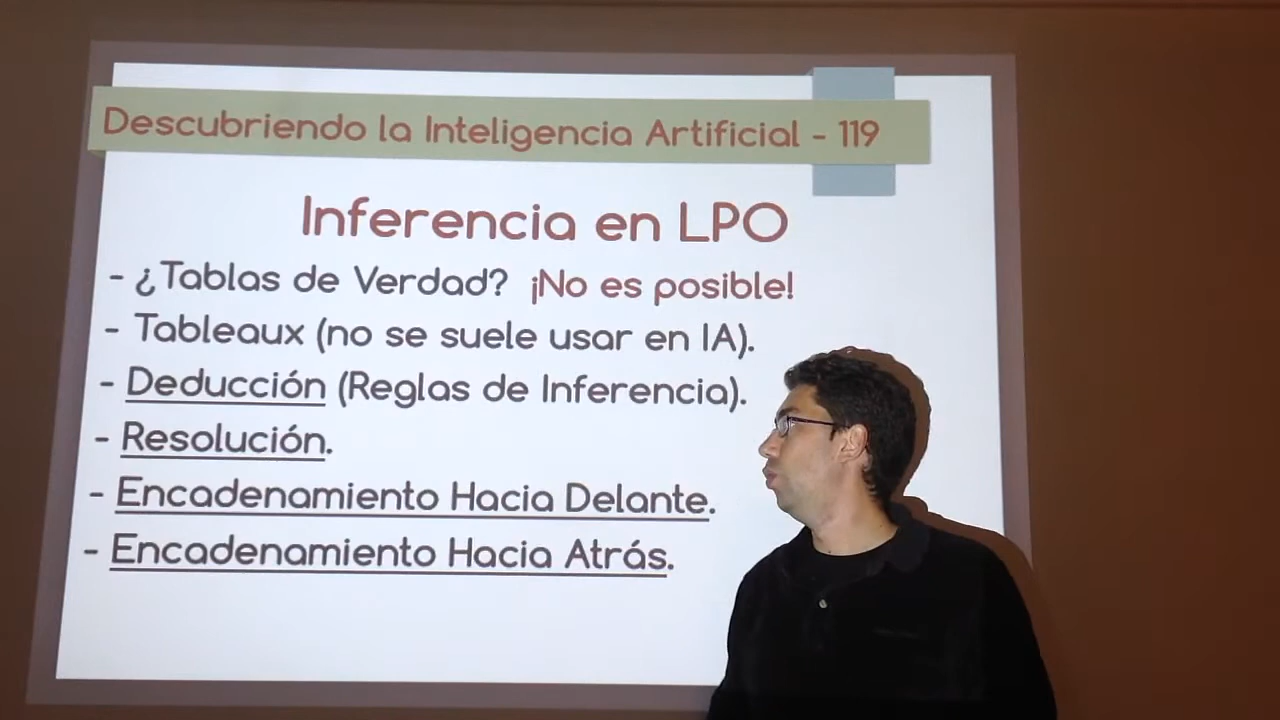 Descubriendo la Inteligencia Artificial - 119
Inferencia en LPO
- ¿Tablas de Verdad? ¡No es posible!
- Tableaux (no se suele usar en IA).
- Deducción (Reglas de Inferencia).
- Resolución.
- Encadenamiento Hacia Delante.
- Encadenamiento Hacia Atrás.